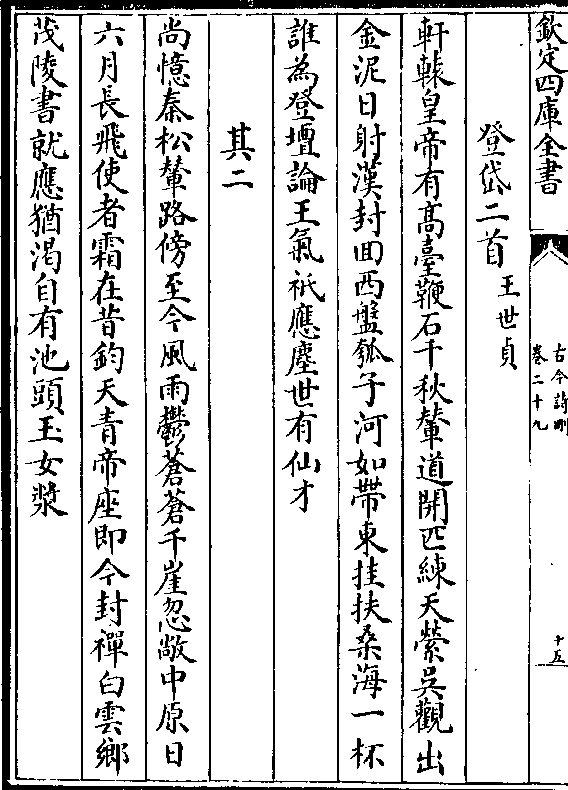 欽定四庫全書
古今詩刪
卷二十九
十五
登岱二首 王世貞
軒轅皇帝有高臺鞭石千秋輦道開匹練天縈吳觀出
金泥日射漢封回西盤瓠子河如帶東挂扶桑海一杯
誰為登壇論王氣祇應塵世有仙才
其二
尚憶秦松輦路傍至今風雨鬱蒼蒼千崖忽敞中原日
六月長飛使者霜在昔鈞天青帝座即今封禪白雲鄉
茂陵書就應猶渴自有池頭玉女漿